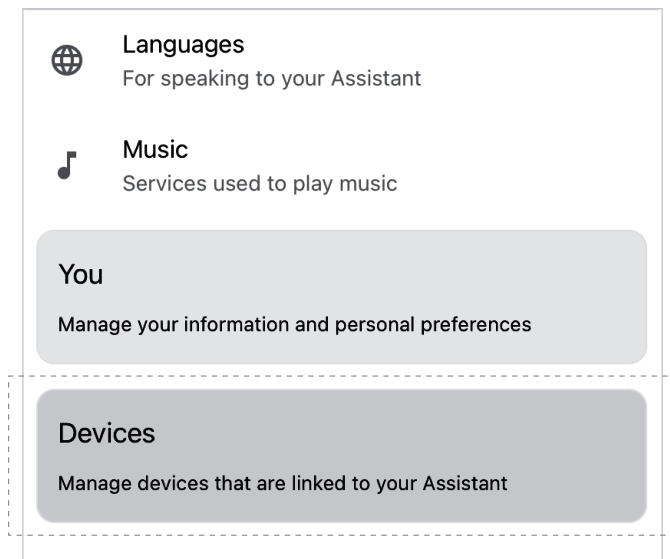 Languages
For speaking to your Assistant
Music
Services used to play music
You
Manage your information and personal preferences
Devices
Manage devices that are linked to your Assistant